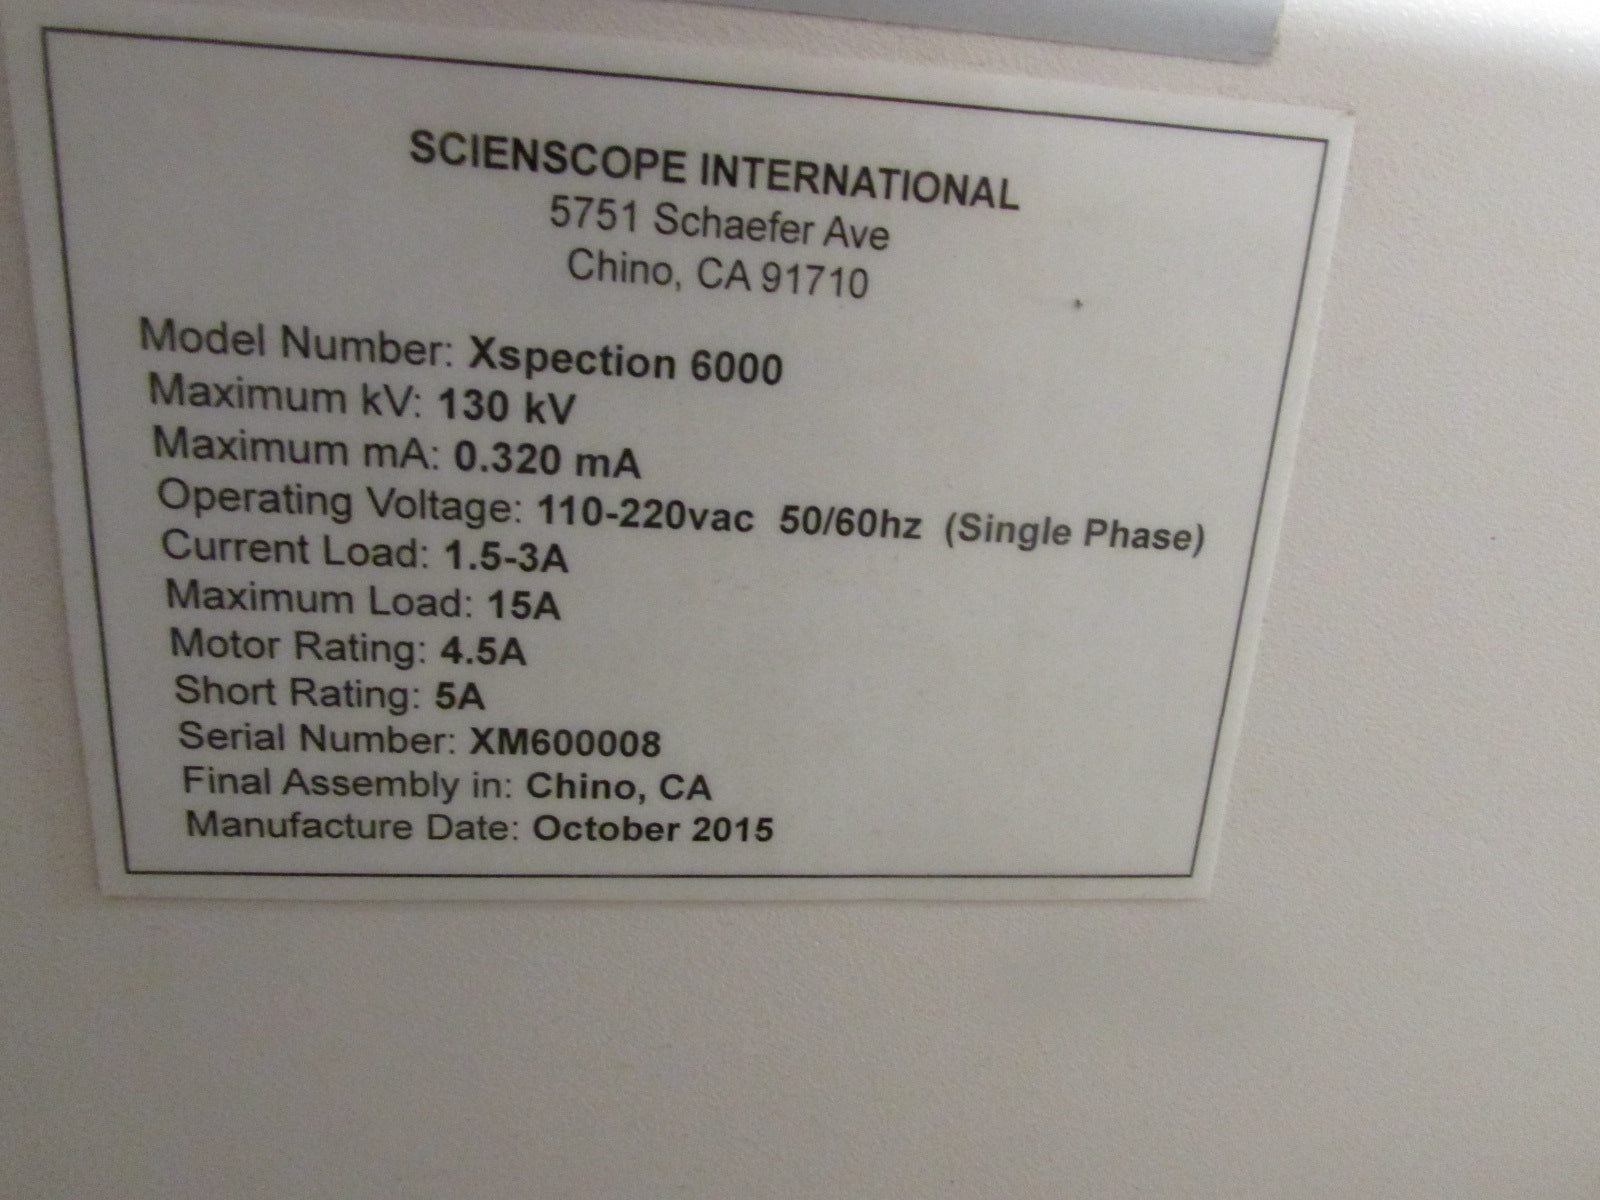 SCIENSCOPE INTERNATIONAL
5751 Schaefer Ave
Chino, CA 91710
Model Number: Xspection 6000
Maximum kV: 130 kV
Maximum mA: 0.320 mA
Operating Voltage: 110-220vac 50/60hz (Single Phase)
Current Load: 1.5-3A
Maximum Load: 15A
Motor Rating: 4.5A
Short Rating: 5A
Serial Number: XM600008
Final Assembly in: Chino, CA
Manufacture Date: October 2015